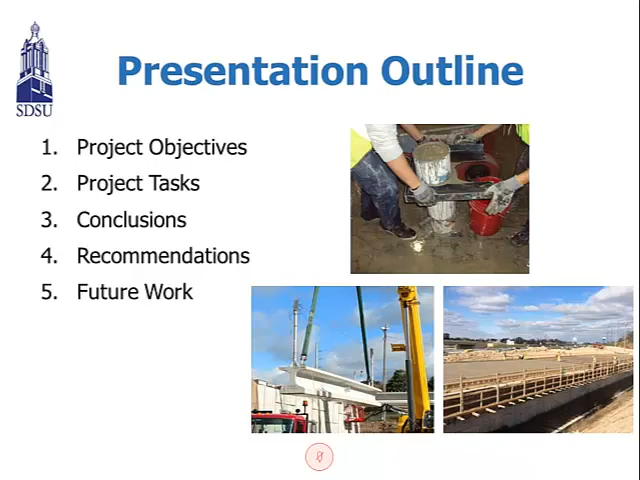 Presentation Outline
SDSU
1. Project Objectives
2. Project Tasks
3. Conclusions
4. Recommendations
5. Future Work